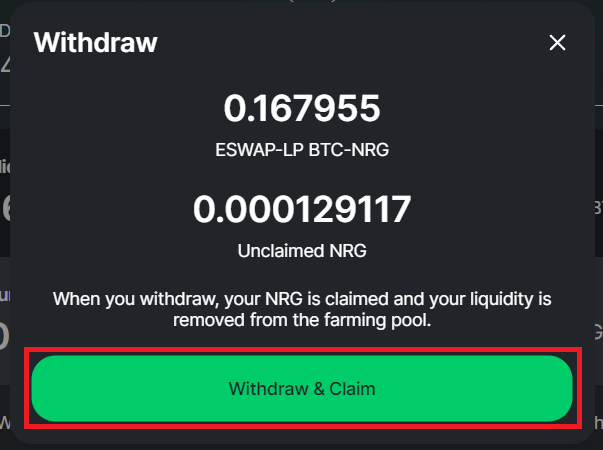 Withdraw
0.167955
ESWAP-LP BTC-NRG
0.000129117
Unclaimed NRG
When you withdraw, your NRG is claimed and your liquidity is
removed from the farming pool.
Withdraw & Claim